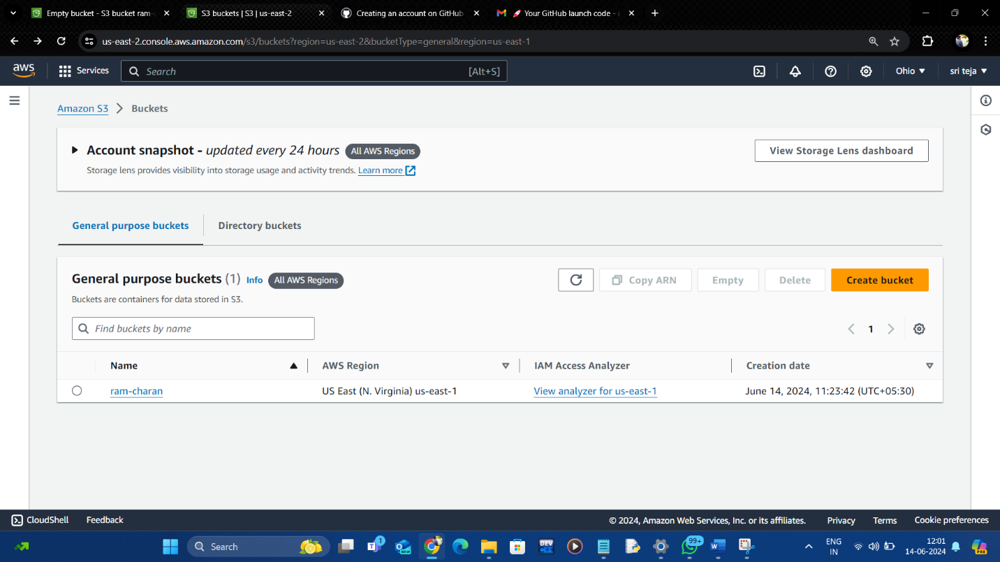 Empty bucket - S3 bucket ram-
S3 buckets | S3 | us-east-2
Creating an account on GitHub
🚀 Your GitHub launch code -
us-east-2.console.aws.amazon.com/s3/buckets?region=us-east-2&bucketType=general&region=us-east-1
aws
Services
Search
[Alt+S]
Ohio
sri teja
Amazon S3
Buckets
Account snapshot - updated every 24 hours
All AWS Regions
View Storage Lens dashboard
Storage lens provides visibility into storage usage and activity trends. Learn more
General purpose buckets
Directory buckets
General purpose buckets (1) Info
All AWS Regions
Copy ARN
Empty
Delete
Create bucket
Buckets are containers for data stored in S3.
Find buckets by name
1
Name
AWS Region
IAM Access Analyzer
Creation date
ram-charan
US East (N. Virginia) us-east-1
View analyzer for us-east-1
June 14, 2024, 11:23:42 (UTC+05:30)
CloudShell
Feedback
© 2024, Amazon Web Services, Inc. or its affiliates.
Privacy
Terms
Cookie preferences
Search
1
NEW
DEV
99+
ENG
IN
12:01
14-06-2024
PRE